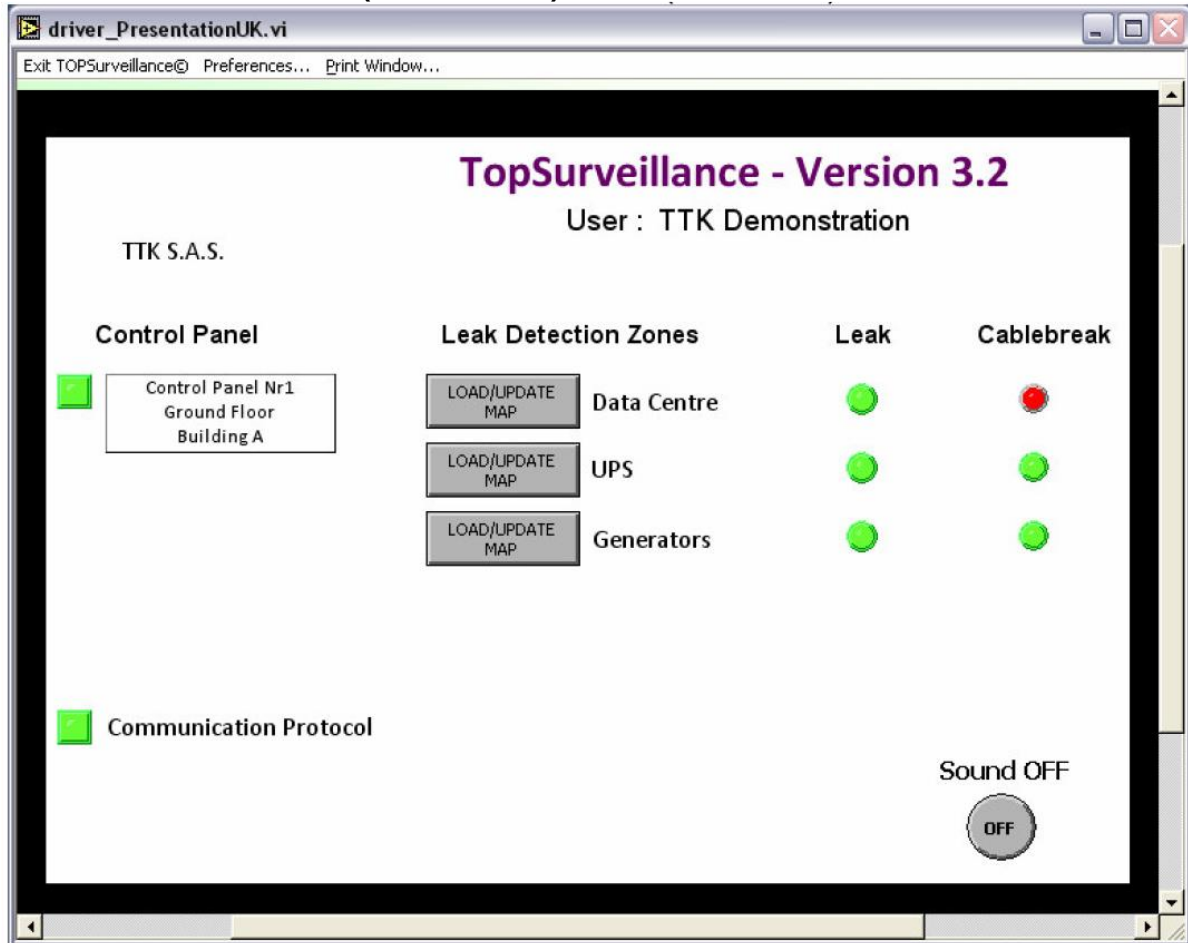 driver_PresentationUK.vi
Exit TOPSurveillance© Preferences... Print Window...
TopSurveillance - Version 3.2
User : TTK Demonstration
TTK S.A.S.
Control Panel Leak Detection Zones Leak Cablebreak
Control Panel Nr1
Ground Floor
Building A
LOAD/UPDATE
MAP
Data Centre
LOAD/UPDATE
MAP
UPS
LOAD/UPDATE
MAP
Generators
Communication Protocol
Sound OFF
OFF